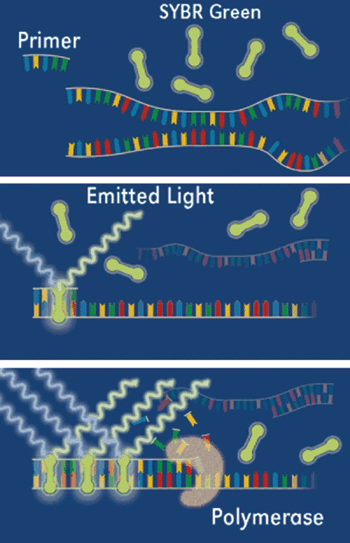 SYBR Green
Primer
Emitted Light
Polymerase